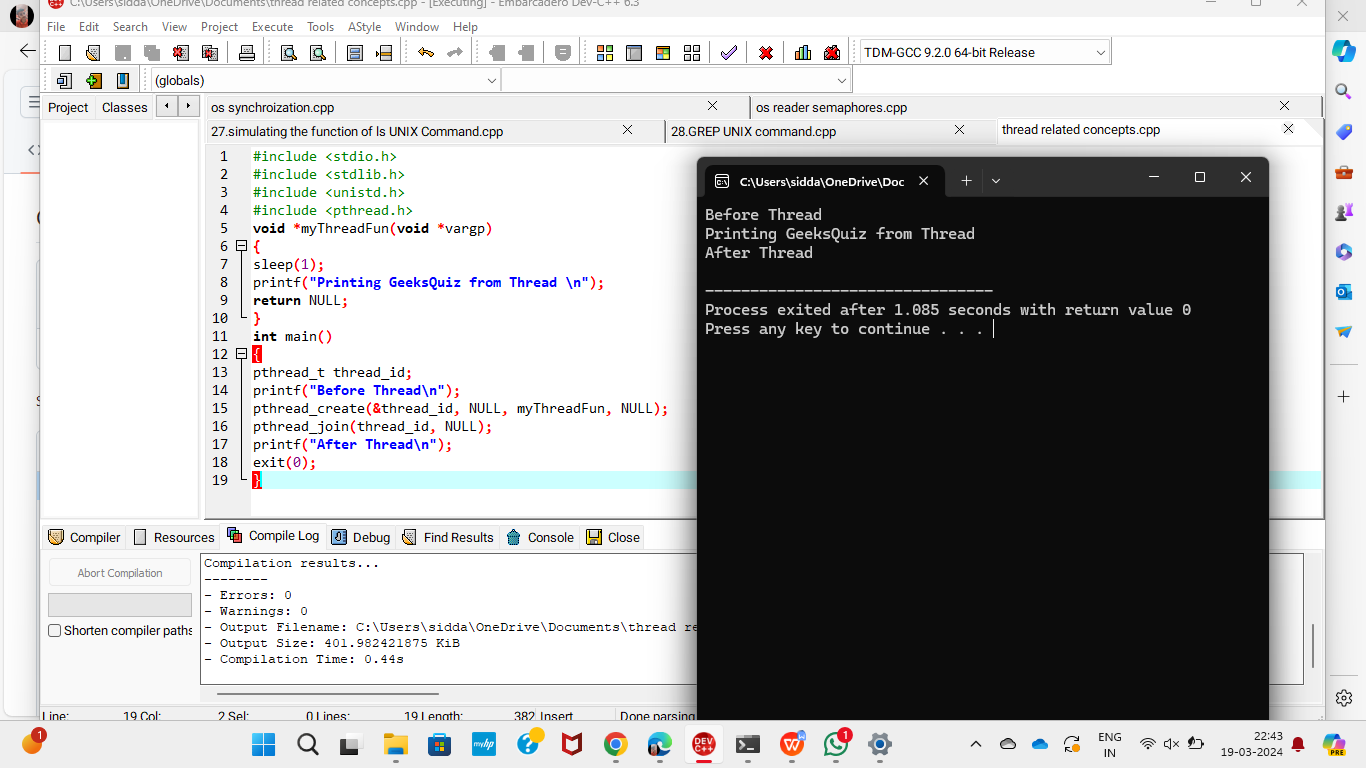 C:\Users\sidda\OneDrive\Documents\thread related concepts.cpp - [Executing] - Embarcadero Dev-C++ 6.3
File Edit Search View Project Execute Tools AStyle Window Help
TDM-GCC 9.2.0 64-bit Release
(globals)
Project Classes
os synchroization.cpp
os reader semaphores.cpp
27.simulating the function of ls UNIX Command.cpp
28.GREP UNIX command.cpp
thread related concepts.cpp
1 #include <stdio.h>
2 #include <stdlib.h>
3 #include <unistd.h>
4 #include <pthread.h>
5 void *myThreadFun(void *vargp)
6 {
7 sleep(1);
8 printf("Printing GeeksQuiz from Thread \n");
9 return NULL;
10 }
11 int main()
12 {
13 pthread_t thread_id;
14 printf("Before Thread\n");
15 pthread_create(&thread_id, NULL, myThreadFun, NULL);
16 pthread_join(thread_id, NULL);
17 printf("After Thread\n");
18 exit(0);
19 }
C:\Users\sidda\OneDrive\Doc
Before Thread
Printing GeeksQuiz from Thread
After Thread
--------------------------------
Process exited after 1.085 seconds with return value 0
Press any key to continue . . .
Compiler Resources Compile Log Debug Find Results Console Close
Abort Compilation
Shorten compiler paths
Compilation results...
--------
- Errors: 0
- Warnings: 0
- Output Filename: C:\Users\sidda\OneDrive\Documents\thread re
- Output Size: 401.982421875 KiB
- Compilation Time: 0.44s
Line: 19 Col: 2 Sel: 0 Lines: 19 Length: 382 Insert Done parsing
1
myhp
DEV C++
1
ENG
IN
22:43
19-03-2024
PRE